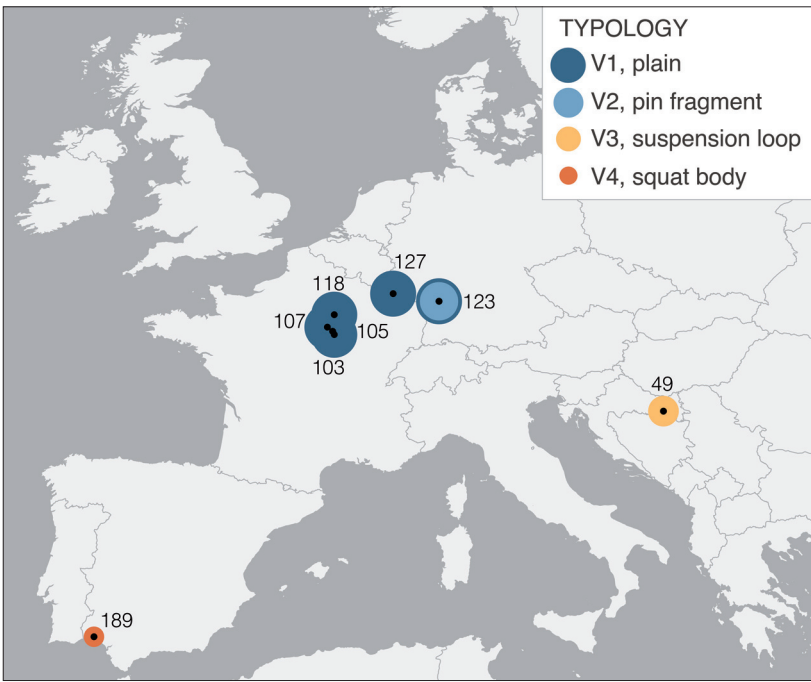 TYPOLOGY
V1, plain
V2, pin fragment
V3, suspension loop
V4, squat body
127
118
123
107
105
103
49
189